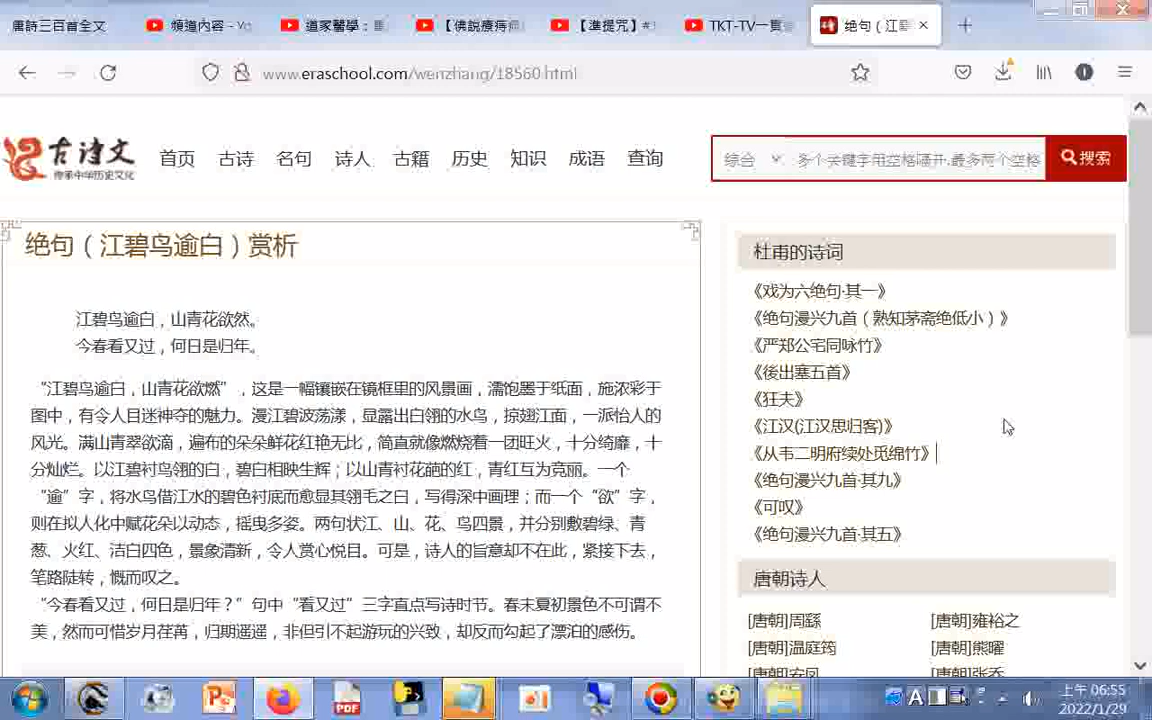 唐詩三百首全文
頻道內容 - Yo
道家醫學：
【佛說療痔
【準提咒】#
TKT-TV一貫
绝句（江碧
www.eraschool.com/wenzhang/18560.html
古诗文
传承中华历史文化
首页 古诗 名句 诗人 古籍 历史 知识 成语 查询
综合 多个关键字用空格隔开,最多两个空格 搜索
绝句（江碧鸟逾白）赏析
江碧鸟逾白，山青花欲然。
今春看又过，何日是归年。
“江碧鸟逾白，山青花欲燃”，这是一幅镶嵌在镜框里的风景画，濡饱墨于纸面，施浓彩于
图中，有令人目迷神夺的魅力。漫江碧波荡漾，显露出白翎的水鸟，掠翅江面，一派怡人的
风光。满山青翠欲滴，遍布的朵朵鲜花红艳无比，简直就像燃烧着一团旺火，十分绮靡，十
分灿烂。以江碧衬鸟翎的白，碧白相映生辉；以山青衬花葩的红，青红互为竞丽。一个
“逾”字，将水鸟借江水的碧色衬底而愈显其翎毛之白，写得深中画理；而一个“欲”字，
则在拟人化中赋花朵以动态，摇曳多姿。两句状江、山、花、鸟四景，并分别敷碧绿、青
葱、火红、洁白四色，景象清新，令人赏心悦目。可是，诗人的旨意却不在此，紧接下去，
笔路陡转，慨而叹之。
“今春看又过，何日是归年？”句中“看又过”三字直点写诗时节。春末夏初景色不可谓不
美，然而可惜岁月荏苒，归期遥遥，非但引不起游玩的兴致，却反而勾起了漂泊的感伤。
杜甫的诗词
《戏为六绝句·其一》
《绝句漫兴九首（熟知茅斋绝低小）》
《严郑公宅同咏竹》
《後出塞五首》
《狂夫》
《江汉(江汉思归客)》
《从韦二明府续处觅绵竹》
《绝句漫兴九首·其九》
《可叹》
《绝句漫兴九首·其五》
唐朝诗人
[唐朝]周繇 [唐朝]雍裕之
[唐朝]温庭筠 [唐朝]熊曜
上午 06:55
2022/1/29